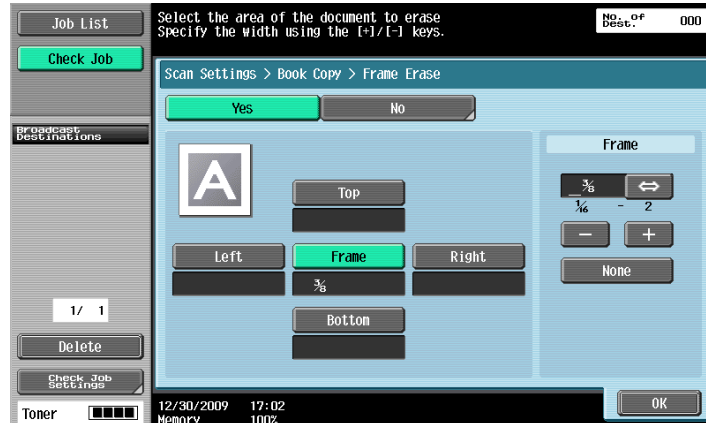 Job List
Check Job
Broadcast
Destinations
1/ 1
Delete
Check Job
Settings
Toner
Select the area of the document to erase
Specify the width using the [+]/[-] keys.
No. of
Dest.
000
Scan Settings > Book Copy > Frame Erase
Yes
No
A
Top
Left
Frame
Right
⅜
Bottom
Frame
_⅜
⇔
1⁄16 - 2
−
+
None
OK
12/30/2009 17:02
Memory 100%